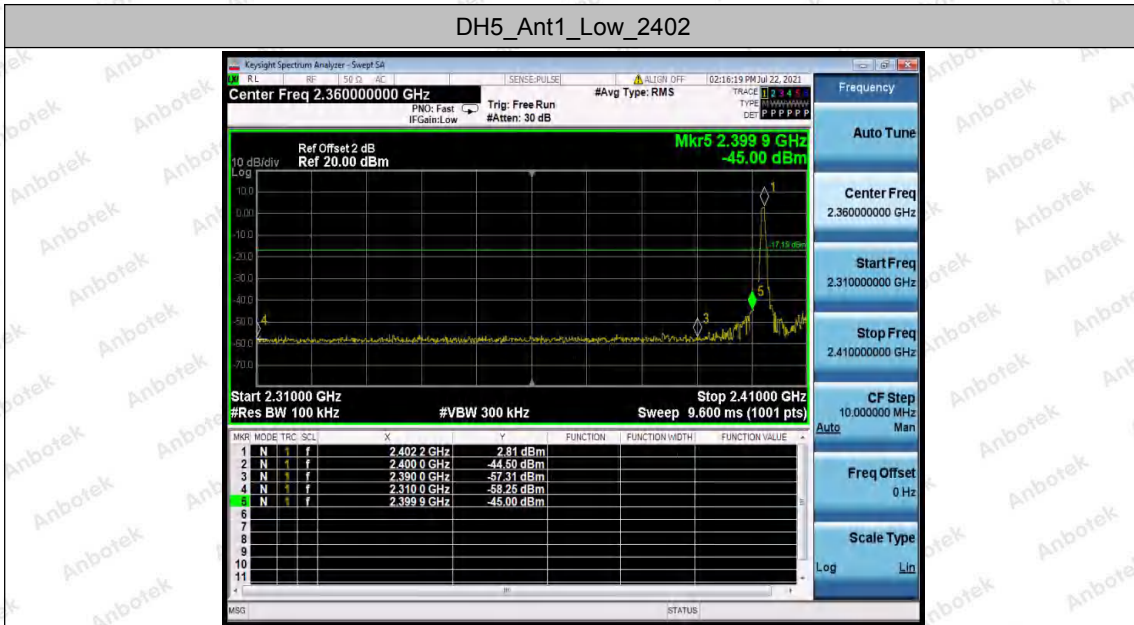 DH5_Ant1_Low_2402
Keysight Spectrum Analyzer - Swept SA
RL RF 50 Ω AC SENSE:PULSE ALIGN OFF 02:16:19 PM Jul 22, 2021
Center Freq 2.360000000 GHz
PNO: Fast
IFGain:Low
Trig: Free Run
#Atten: 30 dB
#Avg Type: RMS
TRACE 1 2 3 4 5 6
TYPE M WWWWW
DET P P P P P P
Mkr5 2.399 9 GHz
-45.00 dBm
Ref Offset 2 dB
10 dB/div Ref 20.00 dBm
Log
10.0
0.00
-10.0
-20.0
-30.0
-40.0
-50.0
-60.0
-70.0
-17.19 dBm
1
5
3
4
Start 2.31000 GHz Stop 2.41000 GHz
#Res BW 100 kHz #VBW 300 kHz Sweep 9.600 ms (1001 pts)
MKR MODE TRC SCL X Y FUNCTION FUNCTION WIDTH FUNCTION VALUE
1 N 1 f 2.402 2 GHz 2.81 dBm
2 N 1 f 2.400 0 GHz -44.50 dBm
3 N 1 f 2.390 0 GHz -57.31 dBm
4 N 1 f 2.310 0 GHz -58.25 dBm
5 N 1 f 2.399 9 GHz -45.00 dBm
6
7
8
9
10
11
MSG STATUS
Frequency
Auto Tune
Center Freq
2.360000000 GHz
Start Freq
2.310000000 GHz
Stop Freq
2.410000000 GHz
CF Step
10.000000 MHz
Auto Man
Freq Offset
0 Hz
Scale Type
Log Lin
Anbotek